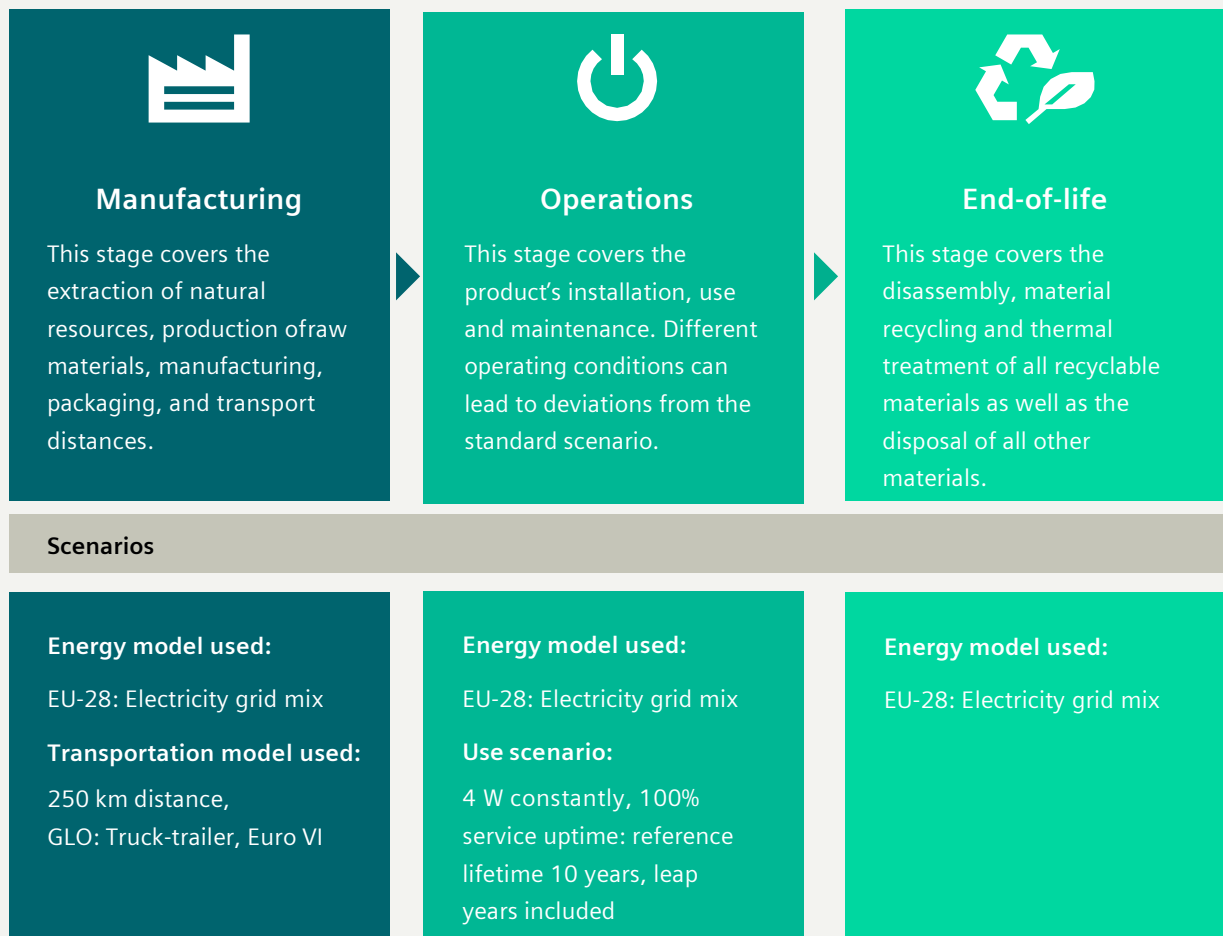 Manufacturing
This stage covers the
extraction of natural
resources, production ofraw
materials, manufacturing,
packaging, and transport
distances.
Operations
This stage covers the
product’s installation, use
and maintenance. Different
operating conditions can
lead to deviations from the
standard scenario.
End-of-life
This stage covers the
disassembly, material
recycling and thermal
treatment of all recyclable
materials as well as the
disposal of all other
materials.
Scenarios
Energy model used:
EU-28: Electricity grid mix
Transportation model used:
250 km distance,
GLO: Truck-trailer, Euro VI
Energy model used:
EU-28: Electricity grid mix
Use scenario:
4 W constantly, 100%
service uptime: reference
lifetime 10 years, leap
years included
Energy model used:
EU-28: Electricity grid mix